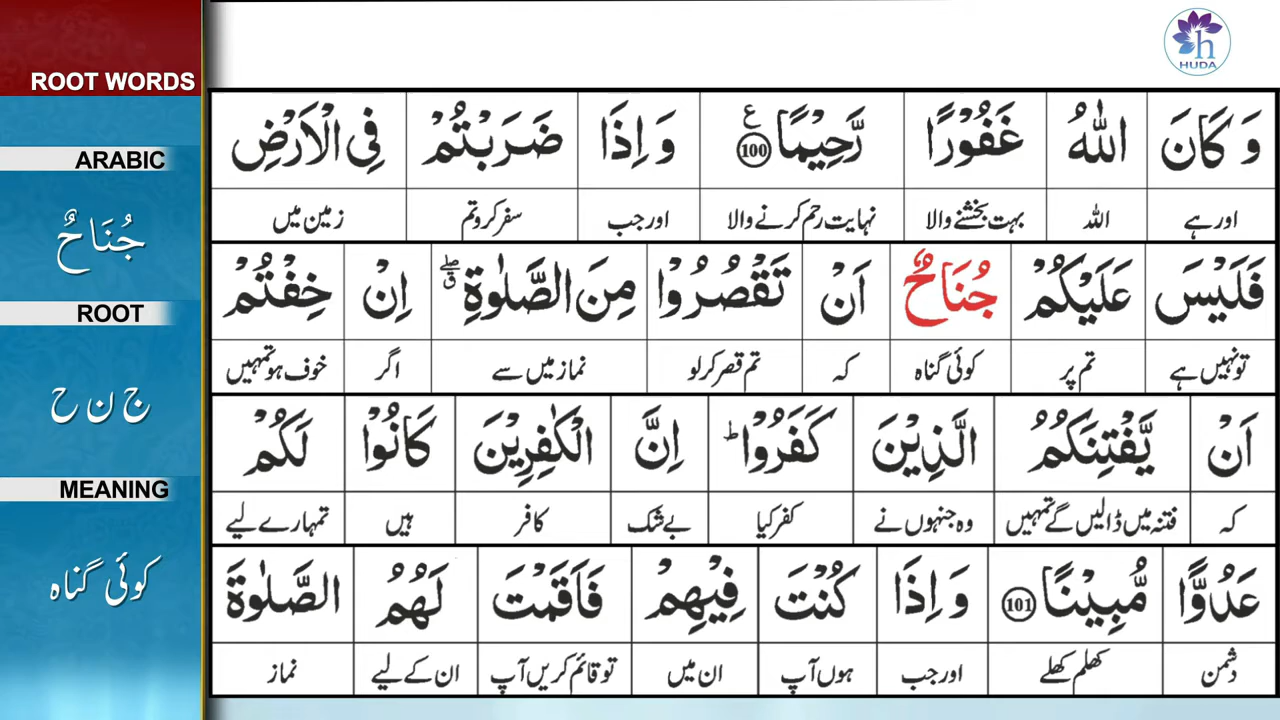 HUDA
ROOT WORDS
ARABIC
جُنَاحٌ
ROOT
ج ن ح
MEANING
کوئی گناہ
وَ كَانَ اللّٰهُ غَفُوْرًا رَّحِيْمًا ع 100 وَ اِذَا ضَرَبْتُمْ فِى الْاَرْضِ
اور ہے اللہ بہت بخشنے والا نہایت رحم کرنے والا اور جب سفر کرو تم زمین میں
فَلَيْسَ عَلَيْكُمْ جُنَاحٌ اَنْ تَقْصُرُوْا مِنَ الصَّلٰوةِ ۖق اِنْ خِفْتُمْ
تو نہیں ہے تم پر کوئی گناہ کہ تم قصر کر لو نماز میں سے اگر خوف ہو تمہیں
اَنْ يَّفْتِنَكُمُ الَّذِيْنَ كَفَرُوْا ؕ اِنَّ الْكٰفِرِيْنَ كَانُوْا لَكُمْ
کہ فتنہ میں ڈالیں گے تمہیں وہ جنہوں نے کفر کیا بے شک کافر ہیں تمہارے لیے
عَدُوًّا مُّبِيْنًا 101 وَ اِذَا كُنْتَ فِيْهِمْ فَاَقَمْتَ لَهُمُ الصَّلٰوةَ
دشمن کھلم کھلے اور جب ہوں آپ ان میں تو قائم کریں آپ ان کے لیے نماز